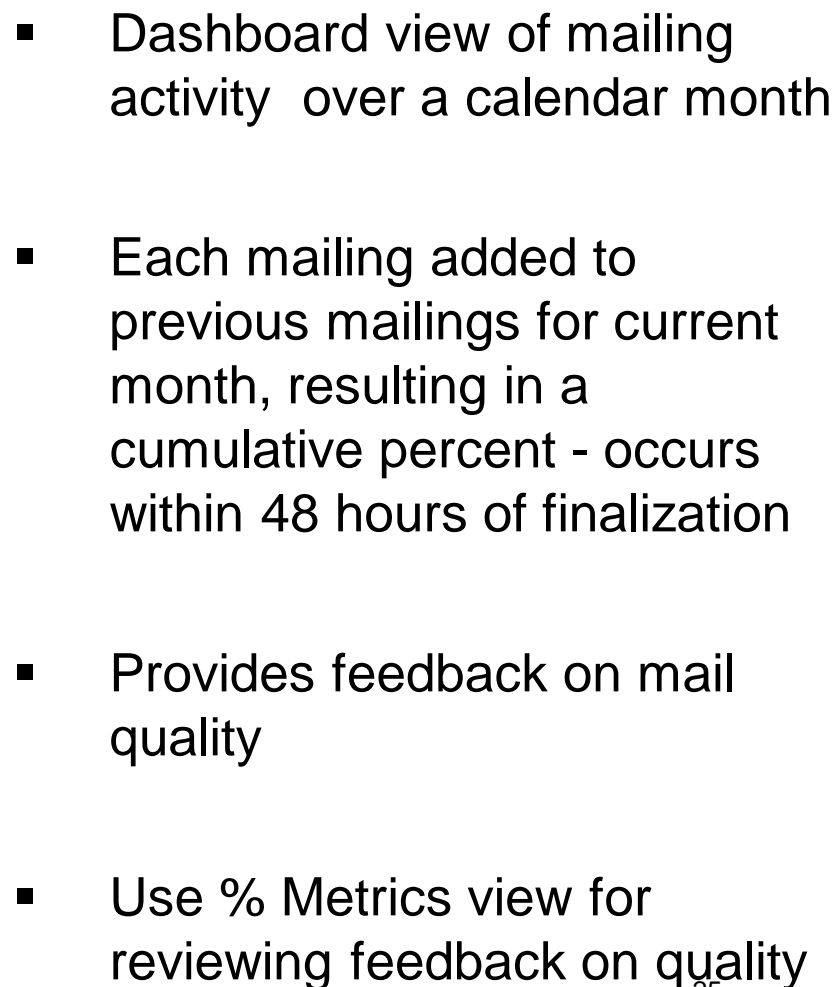 ▪ Dashboard view of mailing
activity  over a calendar month
▪ Each mailing added to
previous mailings for current
month, resulting in a
cumulative percent - occurs
within 48 hours of finalization
▪ Provides feedback on mail
quality
▪ Use % Metrics view for
reviewing feedback on quality